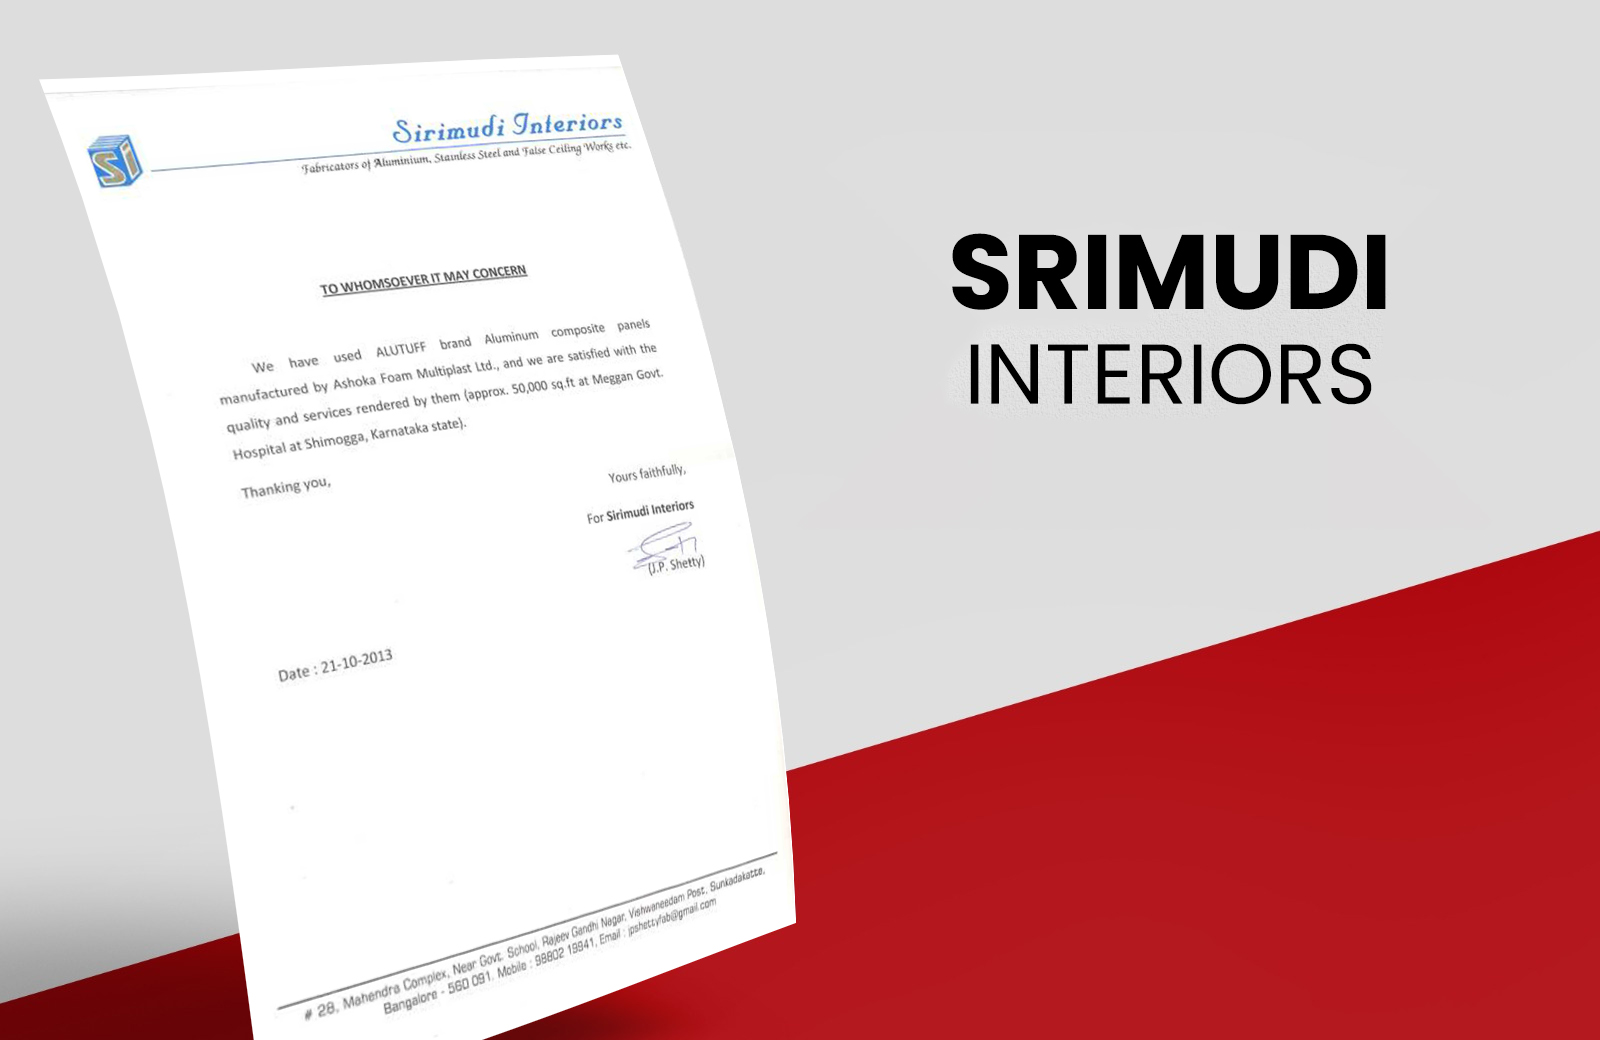 Si
Sirimudi Interiors
Fabricators of Aluminium, Stainless Steel and False Ceiling Works etc.
TO WHOMSOEVER IT MAY CONCERN
We have used ALUTUFF brand Aluminum composite panels
manufactured by Ashoka Foam Multiplast Ltd., and we are satisfied with the
quality and services rendered by them (approx. 50,000 sq.ft at Meggan Govt.
Hospital at Shimogga, Karnataka state).
Thanking you,
Yours faithfully,
For Sirimudi Interiors
(J.P. Shetty)
Date : 21-10-2013
# 28, Mahendra Complex, Near Govt. School, Rajeev Gandhi Nagar, Vishwaneedam Post, Sunkadakatte,
Bangalore - 560 091. Mobile : 98802 19941, Email : jpshettyfab@gmail.com
SRIMUDI
INTERIORS